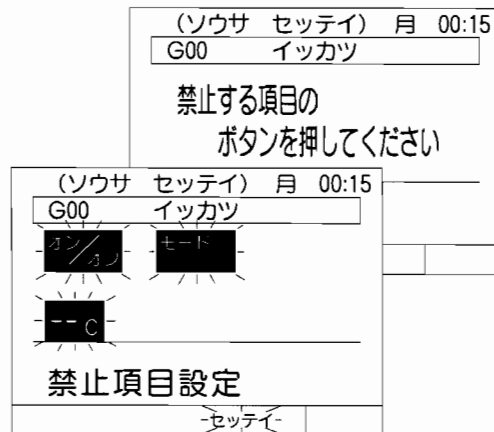 (ソウサ セッテイ) 月 00:15
G00 イッカツ
禁止する項目の
ボタンを押してください
(ソウサ セッテイ) 月 00:15
G00 イッカツ
オン/オフ モード
-- C
禁止項目設定
セッテイ